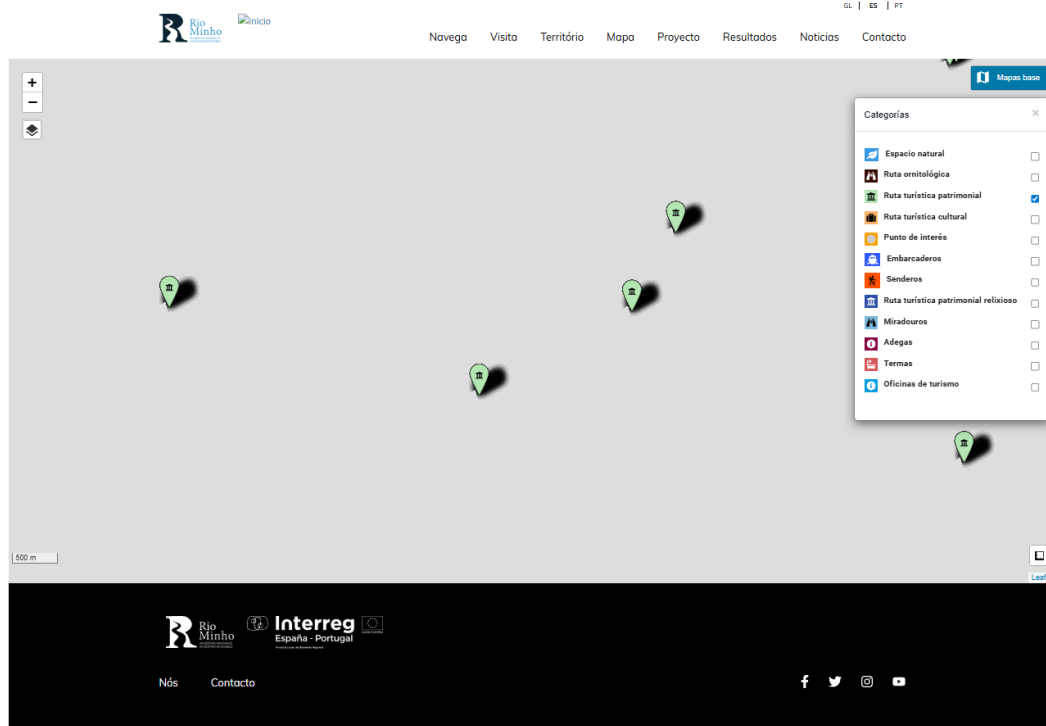 GL | ES | PT
Rio
Minho
Inicio
Navega Visita Território Mapa Proyecto Resultados Noticias Contacto
+
−
Mapas base
Categorías ×
Espacio natural
Ruta ornitológica
Ruta turística patrimonial
Ruta turística cultural
Punto de interés
Embarcaderos
Senderos
Ruta turística patrimonial relixioso
Miradouros
Adegas
Termas
Oficinas de turismo
500 m
Leaf
Rio
Minho
Interreg
España - Portugal
Nós Contacto